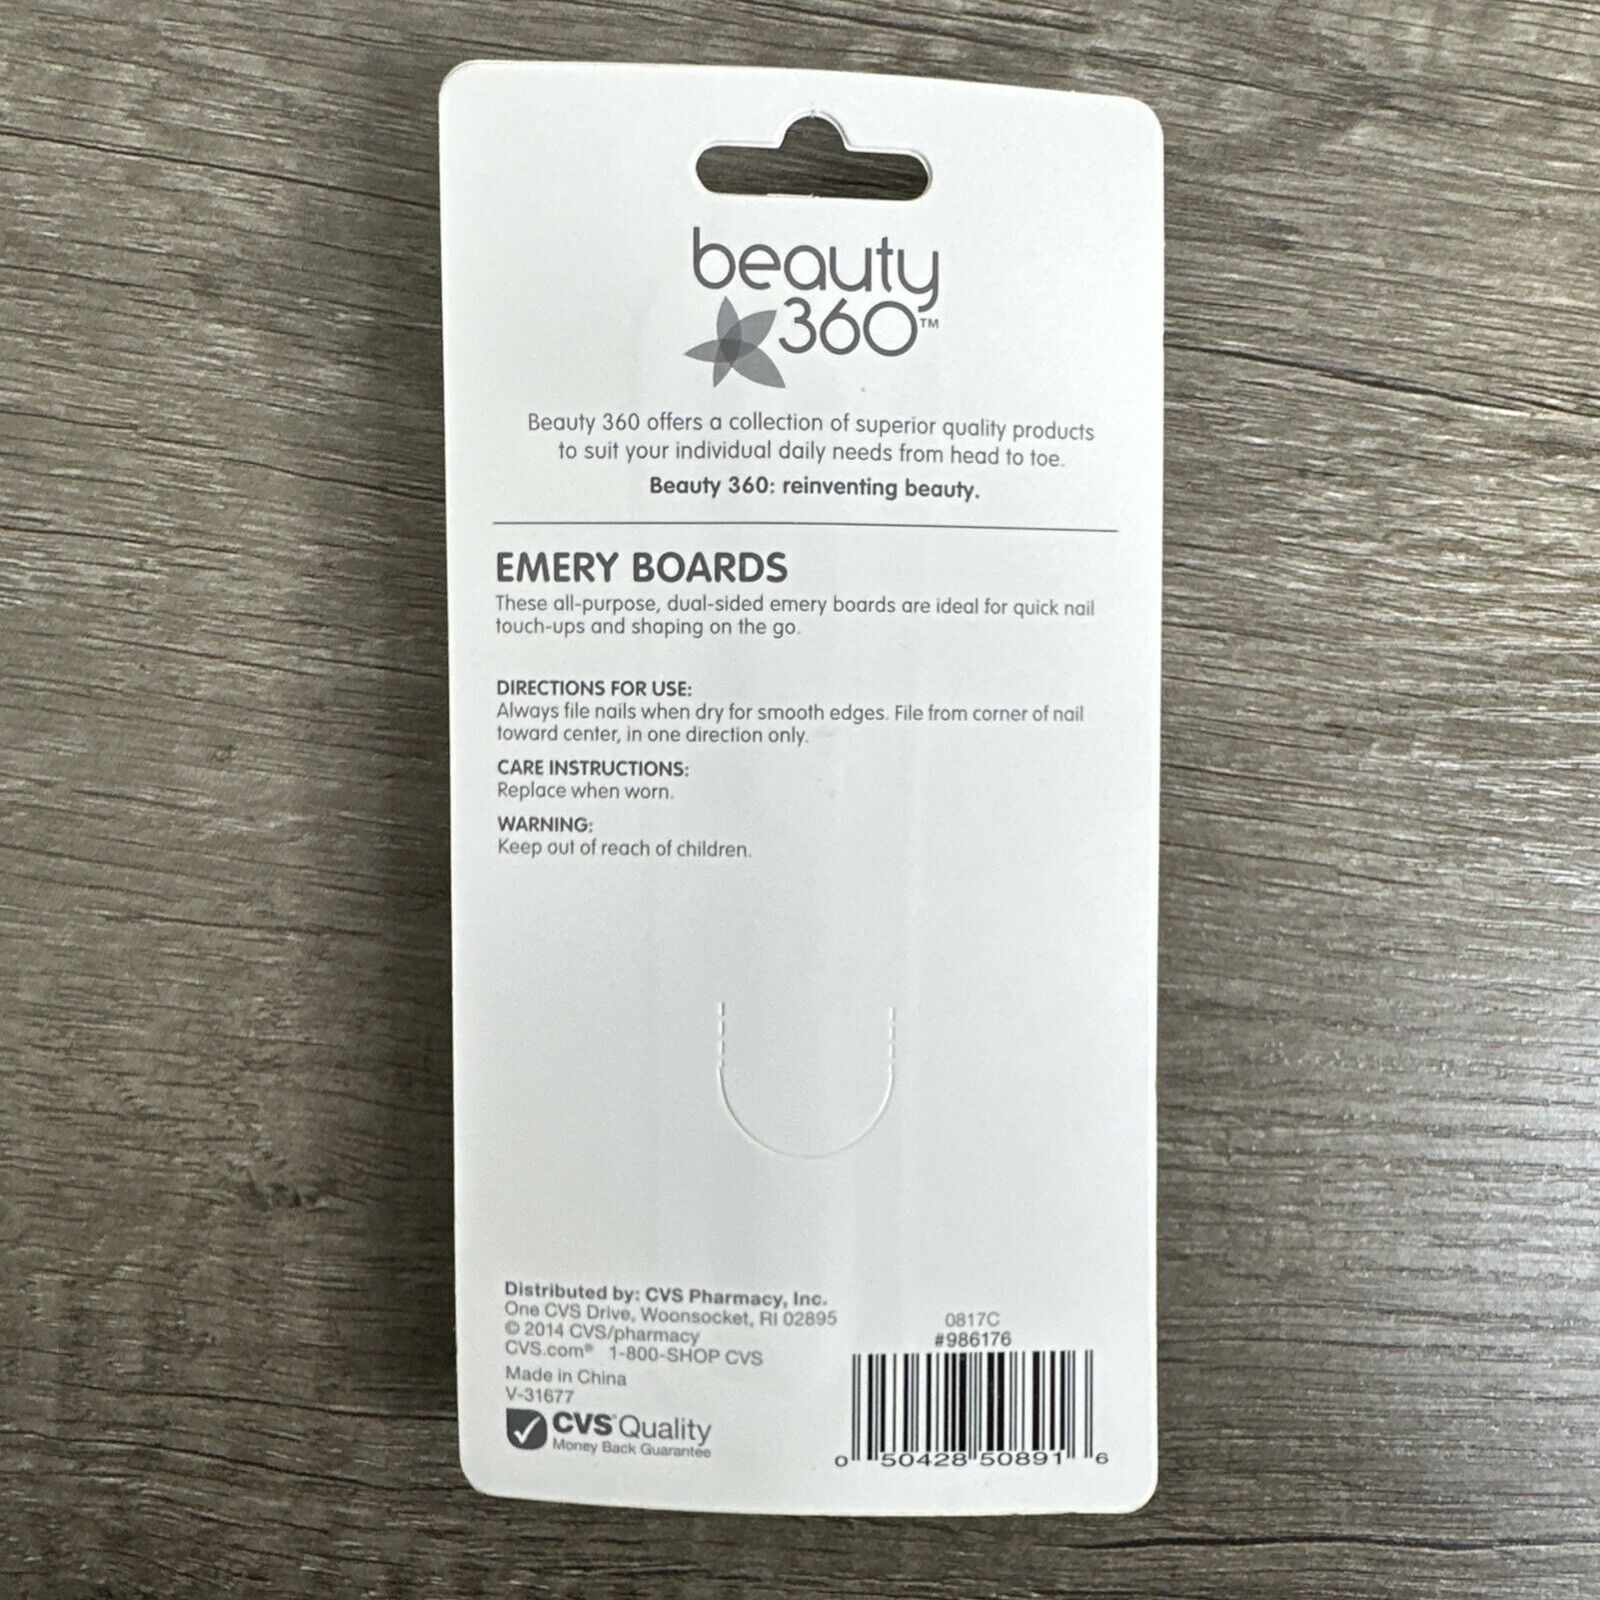 beauty
360™
Beauty 360 offers a collection of superior quality products
to suit your individual daily needs from head to toe.
Beauty 360: reinventing beauty.
EMERY BOARDS
These all-purpose, dual-sided emery boards are ideal for quick nail
touch-ups and shaping on the go.
DIRECTIONS FOR USE:
Always file nails when dry for smooth edges. File from corner of nail
toward center, in one direction only.
CARE INSTRUCTIONS:
Replace when worn.
WARNING:
Keep out of reach of children.
Distributed by: CVS Pharmacy, Inc.
One CVS Drive, Woonsocket, RI 02895
© 2014 CVS/pharmacy
CVS.com® 1-800-SHOP CVS
Made in China
V-31677
CVS Quality
Money Back Guarantee
0817C
#986176
0 50428 50891 6